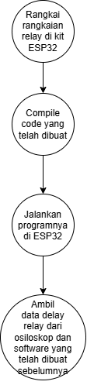 Rangkai
rangkaian
relay di kit
ESP32
Compile
code yang
telah dibuat
Jalankan
programnya
di ESP32
Ambil
data delay
relay dari
osiloskop dan
software yang
telah dibuat
sebelumnya